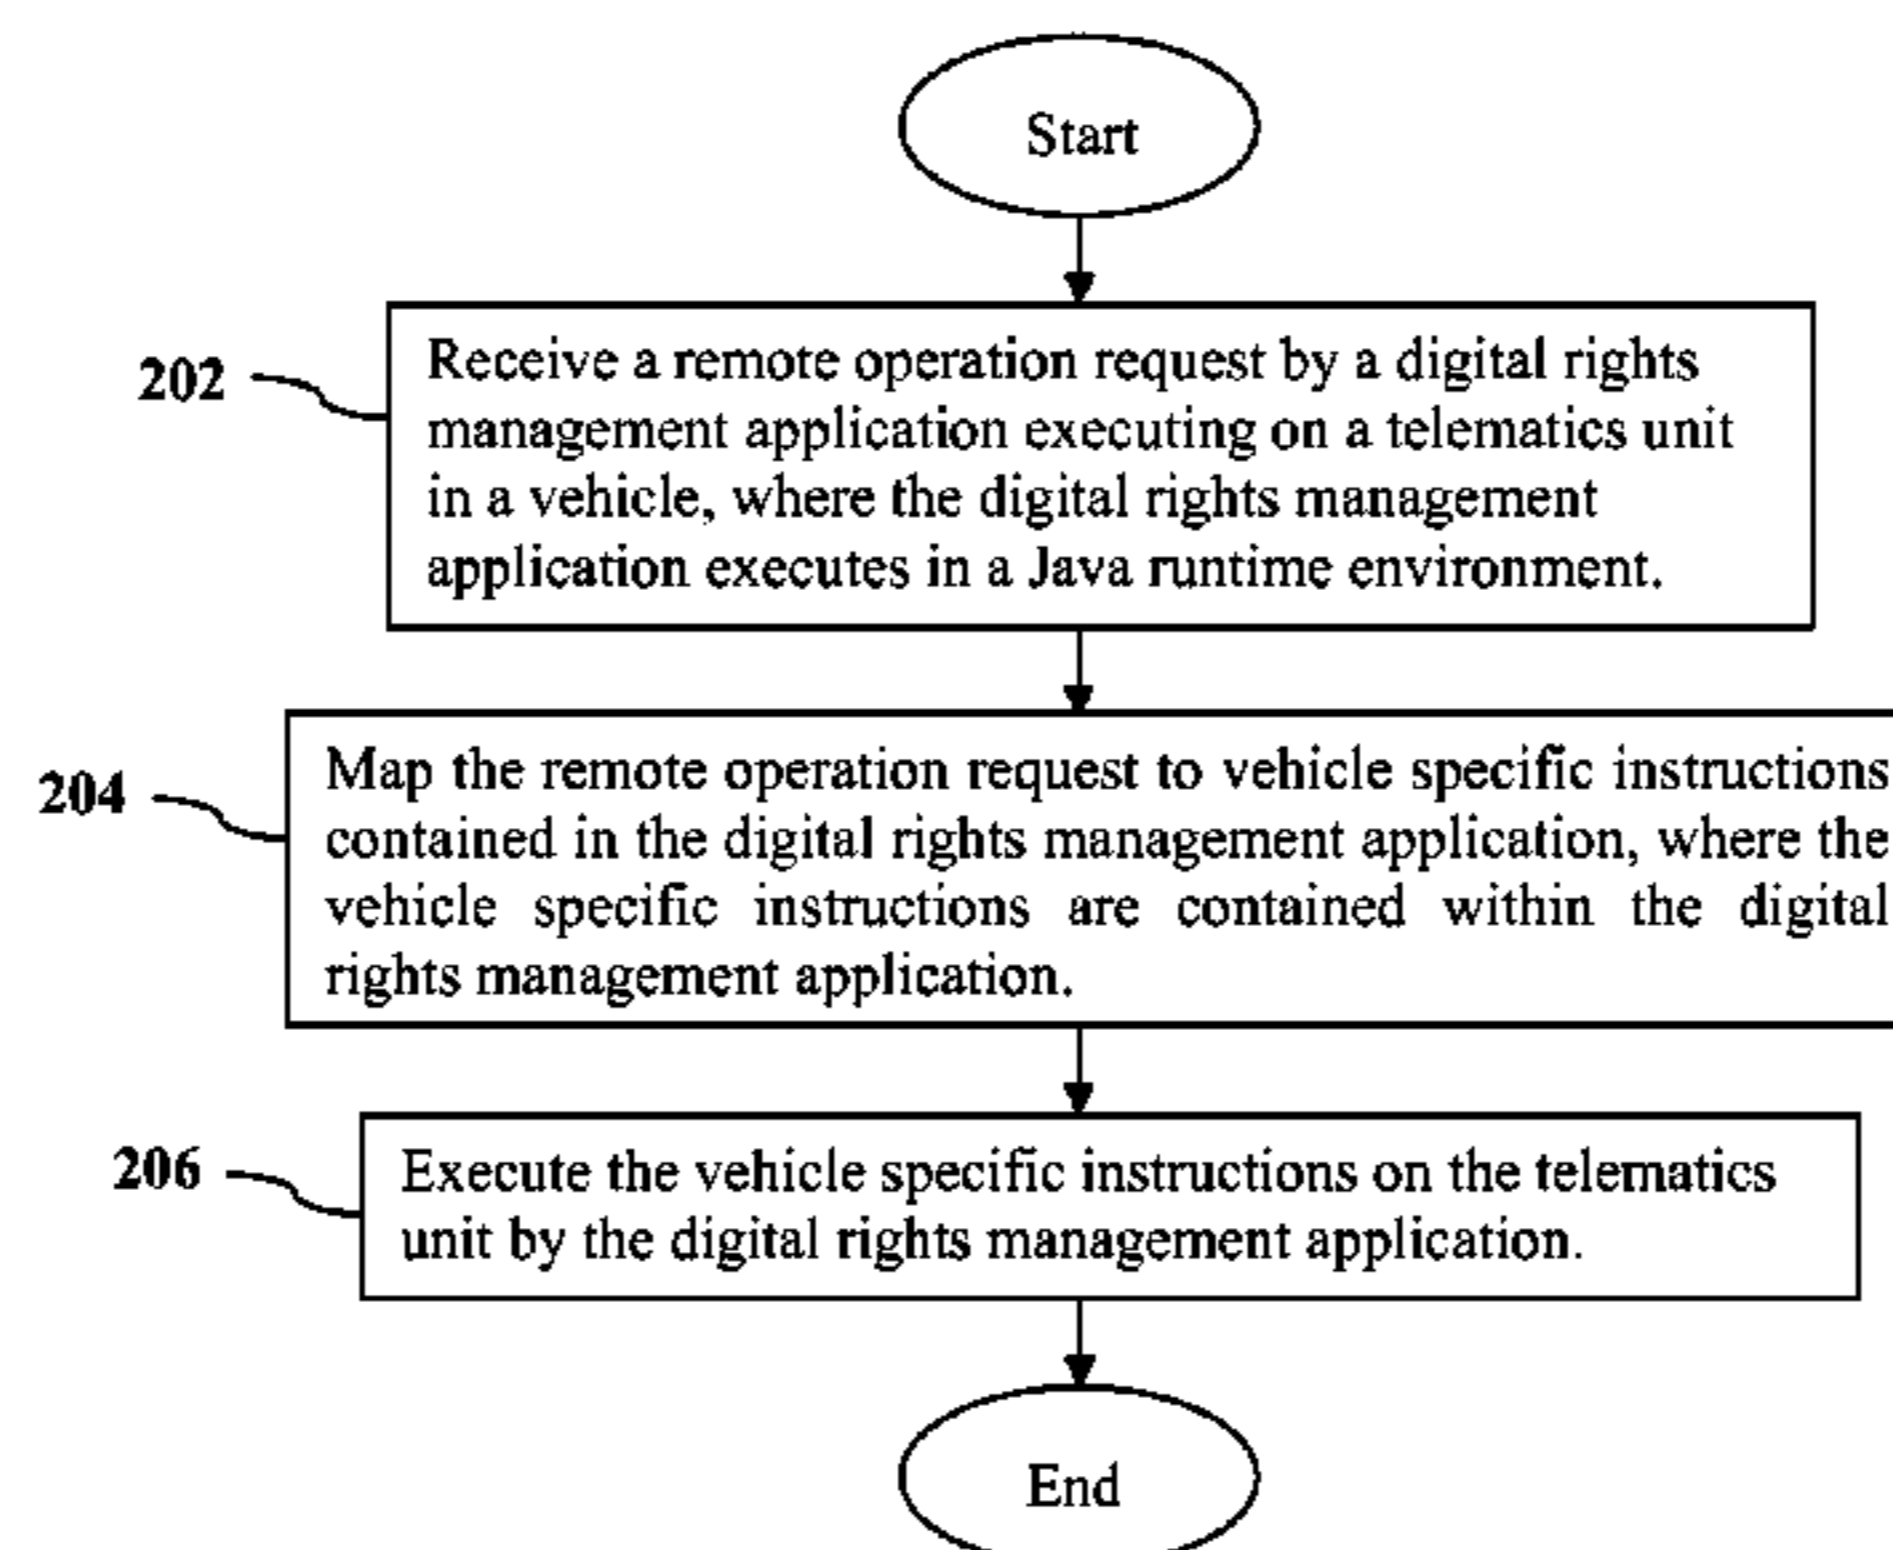 Start
202
Receive a remote operation request by a digital rights
management application executing on a telematics unit
in a vehicle, where the digital rights management
application executes in a Java runtime environment.
204
Map the remote operation request to vehicle specific instructions
contained in the digital rights management application, where the
vehicle specific instructions are contained within the digital
rights management application.
206
Execute the vehicle specific instructions on the telematics
unit by the digital rights management application.
End